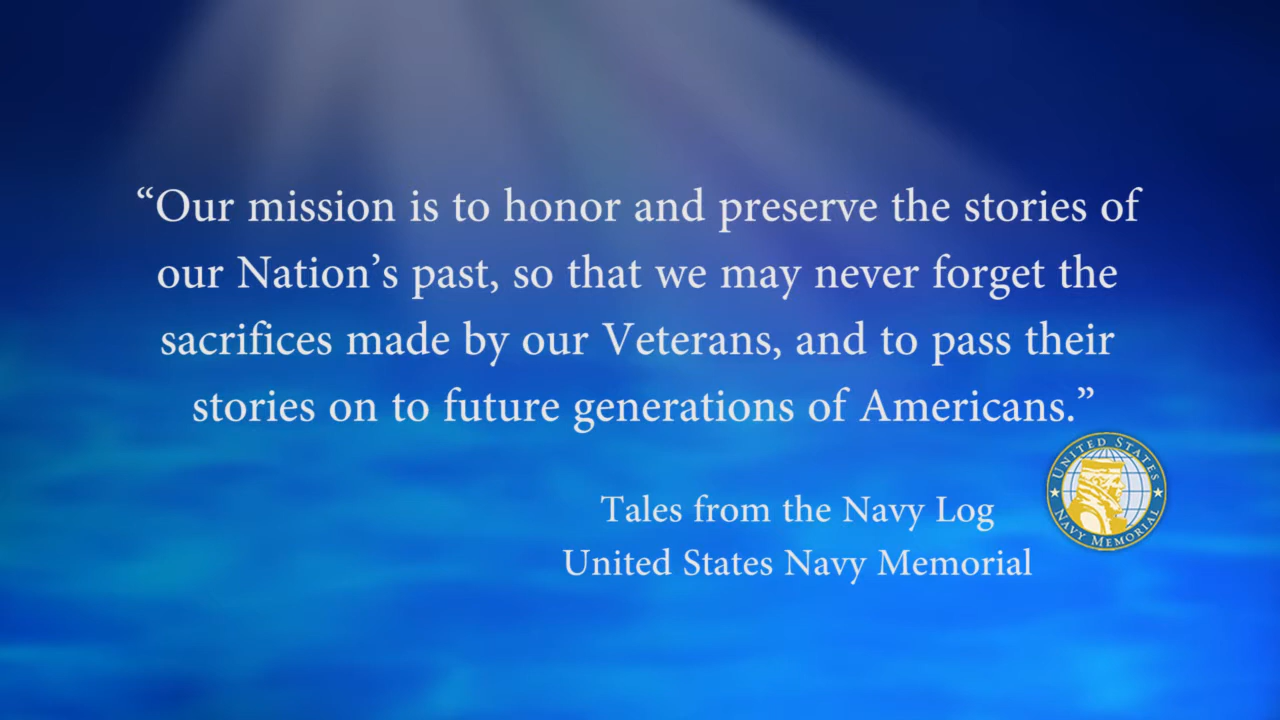 “Our mission is to honor and preserve the stories of
our Nation’s past, so that we may never forget the
sacrifices made by our Veterans, and to pass their
stories on to future generations of Americans.”
Tales from the Navy Log
United States Navy Memorial
UNITED STATES
NAVY MEMORIAL